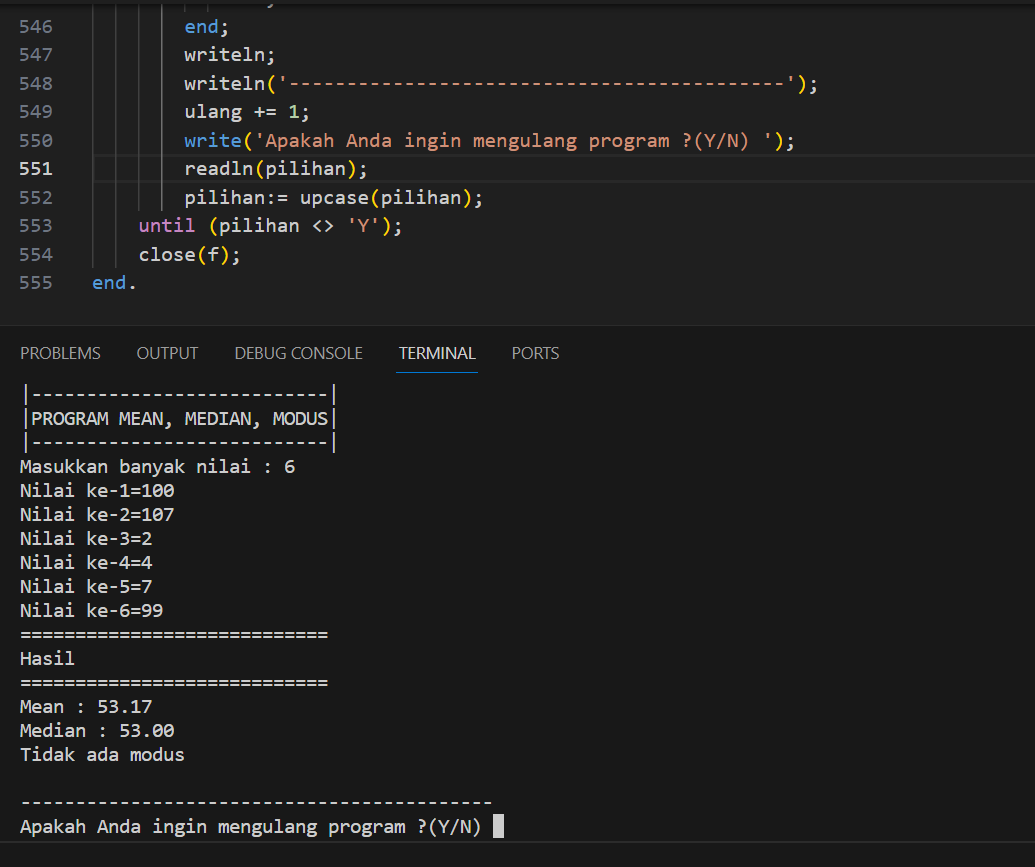 546 end;
547 writeln;
548 writeln('-------------------------------------------');
549 ulang += 1;
550 write('Apakah Anda ingin mengulang program ?(Y/N) ');
551 readln(pilihan);
552 pilihan:= upcase(pilihan);
553 until (pilihan <> 'Y');
554 close(f);
555 end.
PROBLEMS OUTPUT DEBUG CONSOLE TERMINAL PORTS
|---------------------------|
|PROGRAM MEAN, MEDIAN, MODUS|
|---------------------------|
Masukkan banyak nilai : 6
Nilai ke-1=100
Nilai ke-2=107
Nilai ke-3=2
Nilai ke-4=4
Nilai ke-5=7
Nilai ke-6=99
============================
Hasil
============================
Mean : 53.17
Median : 53.00
Tidak ada modus
-------------------------------------------
Apakah Anda ingin mengulang program ?(Y/N)